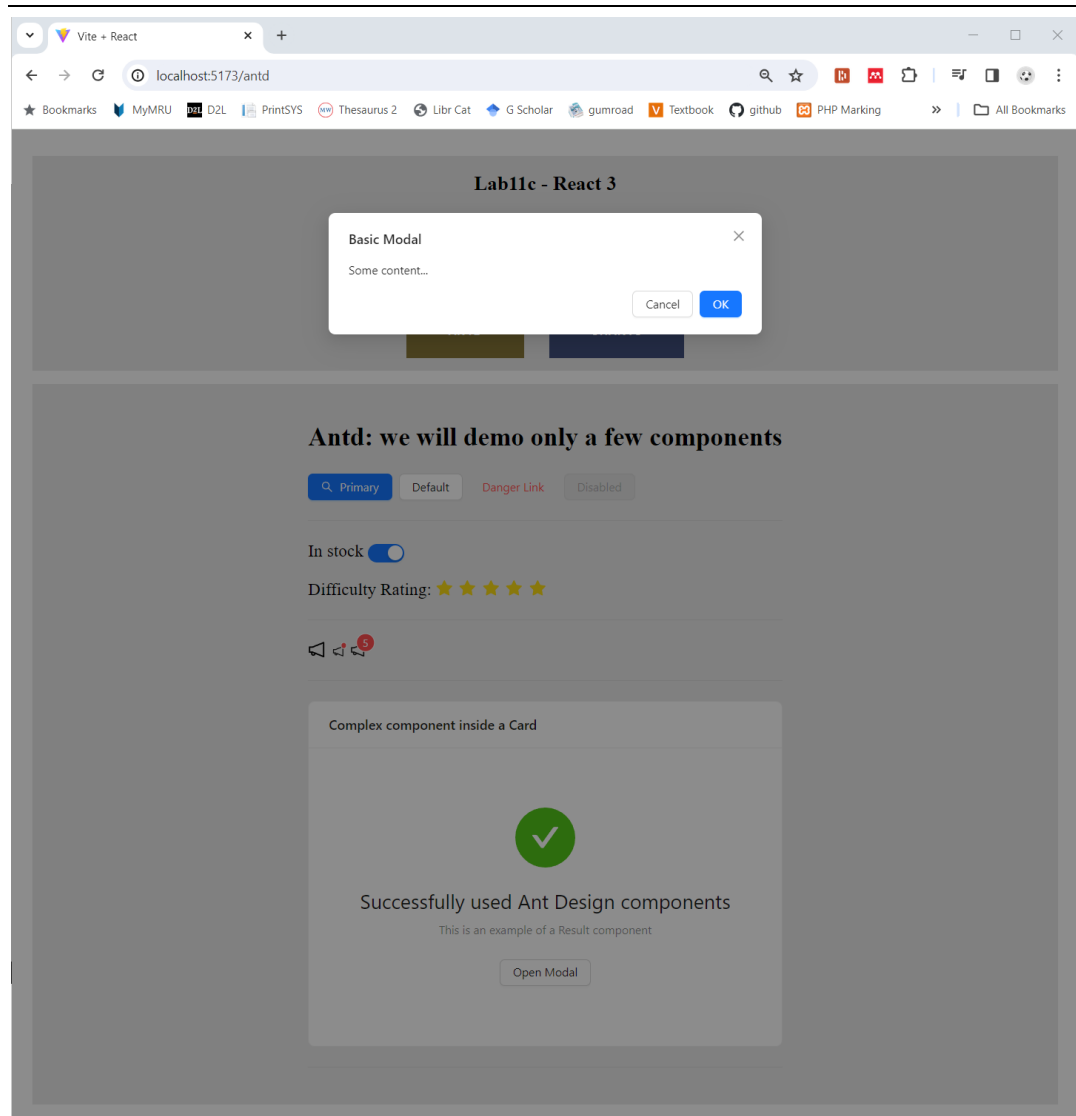 Vite + React
localhost:5173/antd
Bookmarks MyMRU D2L D2L PrintSYS MW Thesaurus 2 Libr Cat G Scholar gumroad V Textbook github PHP Marking » All Bookmarks
Lab11c - React 3
Basic Modal
Some content...
Cancel OK
Antd: we will demo only a few components
Primary Default Danger Link Disabled
In stock
Difficulty Rating:
5
Complex component inside a Card
Successfully used Ant Design components
This is an example of a Result component
Open Modal